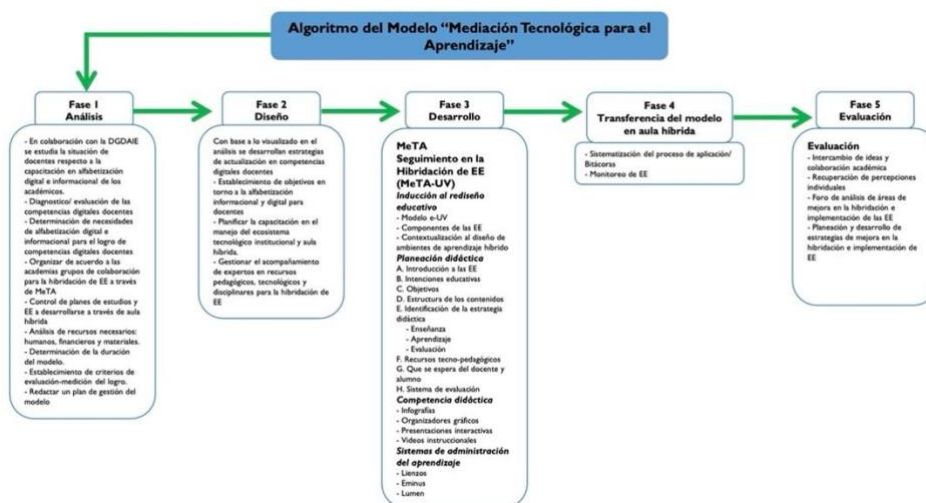 Algoritmo del Modelo “Mediación Tecnológica para el
Aprendizaje”
Fase 1
Análisis
- En colaboración con la DGDAIE
se estudia la situación de
docentes respecto a la
capacitación en alfabetización
digital e informacional de los
académicos.
- Diagnostico/ evaluación de las
competencias digitales docentes
- Determinación de necesidades
de alfabetización digital e
informacional para el logro de
competencias digitales docentes
- Organizar de acuerdo a las
academias grupos de colaboración
para la hibridación de EE a través
de MeTA
- Control de planes de estudios y
EE a desarrollarse a través de aula
híbrida
- Análisis de recursos necesarios:
humanos, financieros y materiales.
- Determinación de la duración
del modelo.
- Establecimiento de criterios de
evaluación-medición del logro.
- Redactar un plan de gestión del
modelo
Fase 2
Diseño
Con base a lo visualizado en el
análisis se desarrollan estrategias
de actualización en competencias
digitales docentes
- Establecimiento de objetivos en
torno a la alfabetización
informacional y digital para
docentes
- Planificar la capacitación en el
manejo del ecosistema
tecnológico institucional y aula
híbrida.
- Gestionar el acompañamiento
de expertos en recursos
pedagógicos, tecnológicos y
disciplinares para la hibridación de
EE
Fase 3
Desarrollo
MeTA
Seguimiento en la
Hibridación de EE
(MeTA-UV)
Inducción al rediseño
educativo
- Modelo e-UV
- Componentes de las EE
- Contextualización al diseño de
ambientes de aprendizaje híbrido
Planeación didáctica
A. Introducción a las EE
B. Intenciones educativas
C. Objetivos
D. Estructura de los contenidos
E. Identificación de la estrategia
didáctica
- Enseñanza
- Aprendizaje
- Evaluación
F. Recursos tecno-pedagógicos
G. Que se espera del docente y
alumno
H. Sistema de evaluación
Competencia didáctica
- Infografías
- Organizadores gráficos
- Presentaciones interactivas
- Videos instruccionales
Sistemas de administración
del aprendizaje
- Lienzos
- Eminus
- Lumen
Fase 4
Transferencia del modelo
en aula híbrida
- Sistematización del proceso de aplicación/
Bitácoras
- Monitoreo de EE
Fase 5
Evaluación
Evaluación
- Intercambio de ideas y
colaboración académica
- Recuperación de percepciones
individuales
- Foro de análisis de áreas de
mejora en la hibridación e
implementación de las EE
- Planeación y desarrollo de
estrategias de mejora en la
hibridación e implementación de
EE